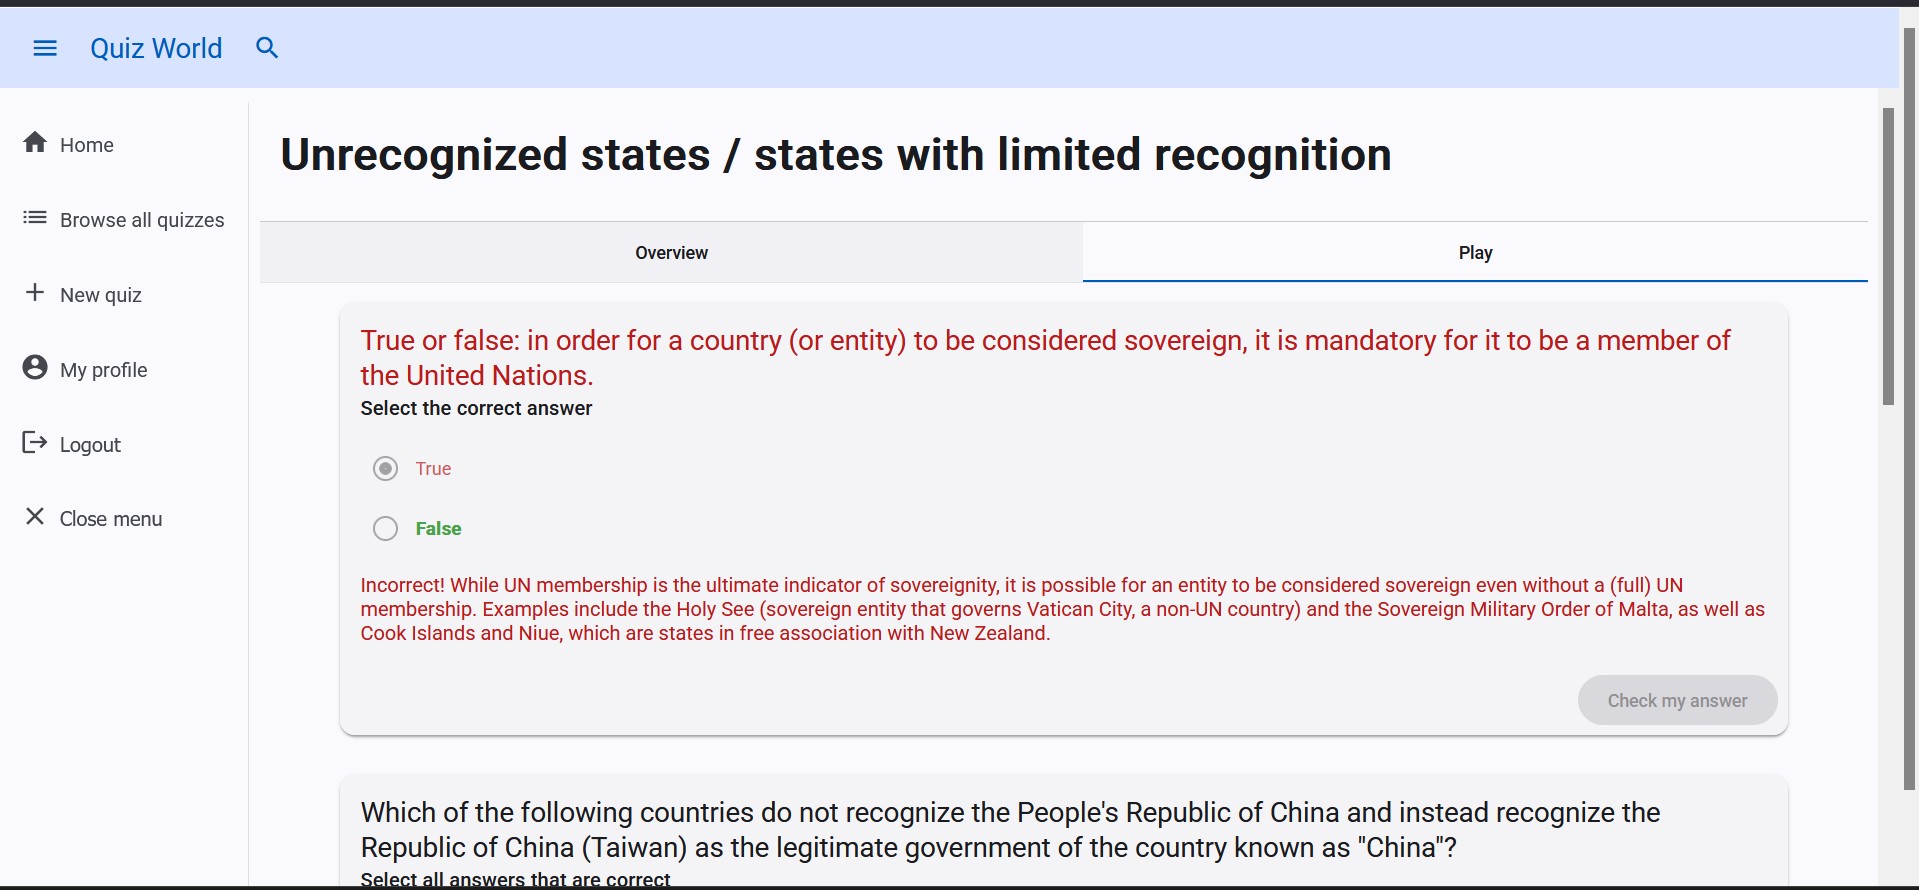 Quiz World
Home
Browse all quizzes
New quiz
My profile
Logout
Close menu
Unrecognized states / states with limited recognition
Overview
Play
True or false: in order for a country (or entity) to be considered sovereign, it is mandatory for it to be a member of
the United Nations.
Select the correct answer
True
False
Incorrect! While UN membership is the ultimate indicator of sovereignity, it is possible for an entity to be considered sovereign even without a (full) UN
membership. Examples include the Holy See (sovereign entity that governs Vatican City, a non-UN country) and the Sovereign Military Order of Malta, as well as
Cook Islands and Niue, which are states in free association with New Zealand.
Check my answer
Which of the following countries do not recognize the People's Republic of China and instead recognize the
Republic of China (Taiwan) as the legitimate government of the country known as "China"?
Select all answers that are correct